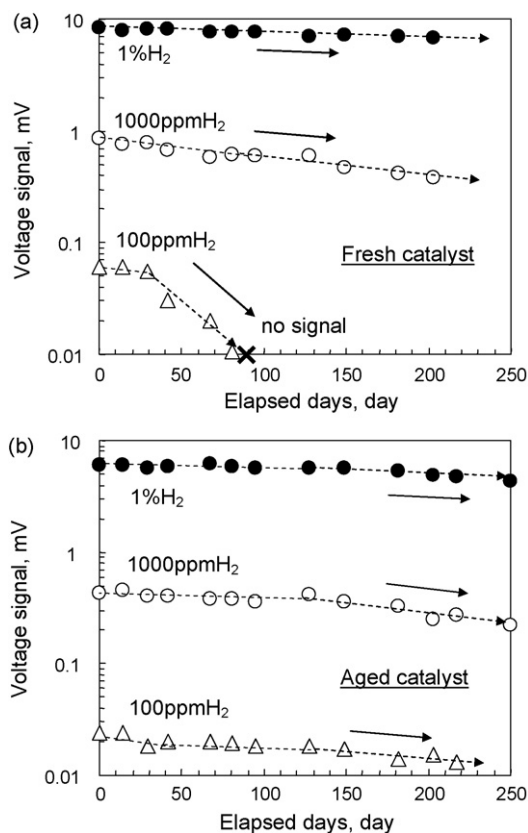 (a)
10
1
0.1
0.01
Voltage signal, mV
1%H₂
1000ppmH₂
100ppmH₂
Fresh catalyst
no signal
0 50 100 150 200 250
Elapsed days, day
(b)
10
1
0.1
0.01
Voltage signal, mV
1%H₂
1000ppmH₂
Aged catalyst
100ppmH₂
0 50 100 150 200 250
Elapsed days, day